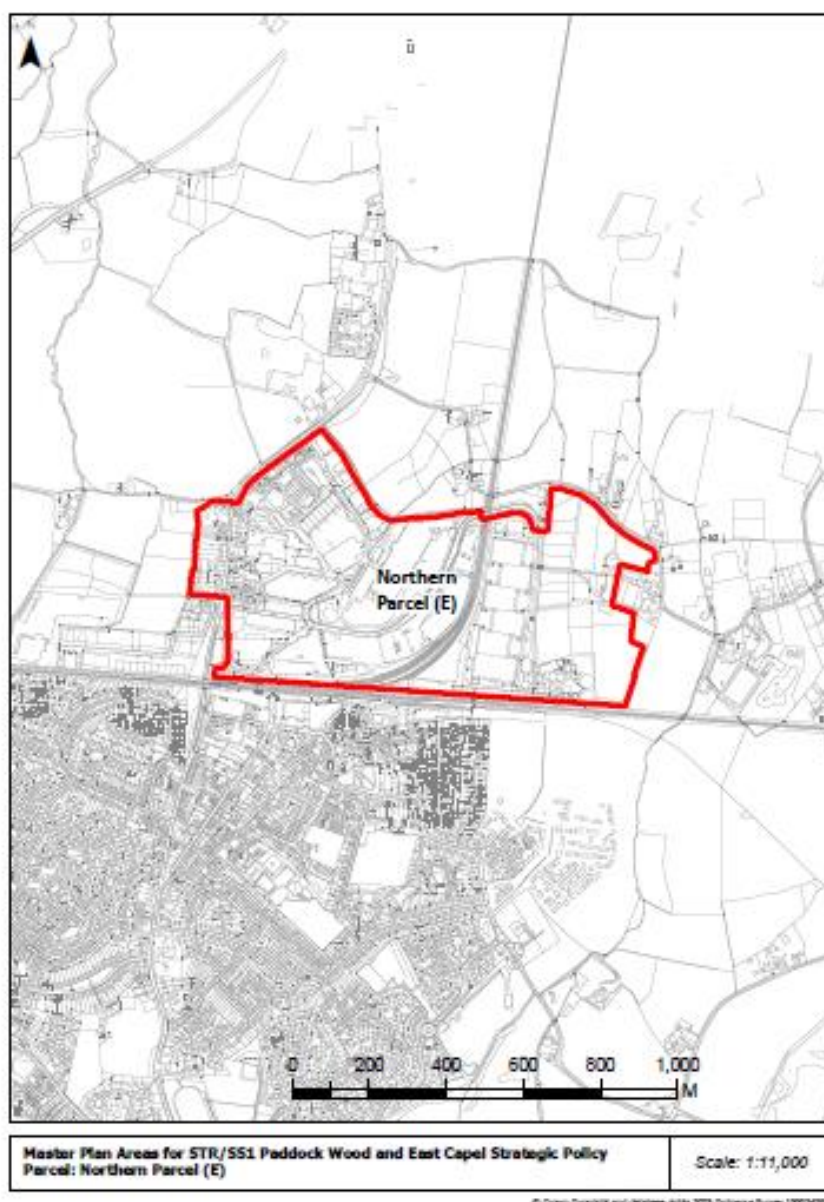 Northern
Parcel (E)
0 200 400 600 800 1,000
M
Master Plan Areas for STR/SS1 Paddock Wood and East Capel Strategic Policy
Parcel: Northern Parcel (E)
Scale: 1:11,000